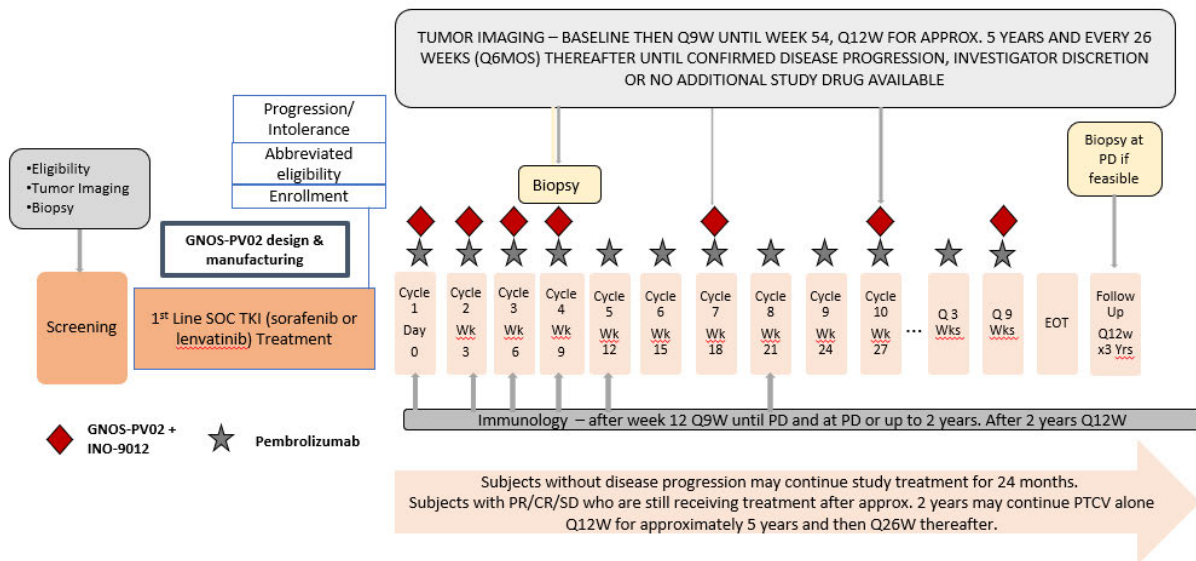 TUMOR IMAGING – BASELINE THEN Q9W UNTIL WEEK 54, Q12W FOR APPROX. 5 YEARS AND EVERY 26
WEEKS (Q6MOS) THEREAFTER UNTIL CONFIRMED DISEASE PROGRESSION, INVESTIGATOR DISCRETION
OR NO ADDITIONAL STUDY DRUG AVAILABLE
Progression/
Intolerance
Abbreviated
eligibility
Enrollment
•Eligibility
•Tumor Imaging
•Biopsy
GNOS-PV02 design &
manufacturing
Biopsy
Biopsy at
PD if
feasible
Screening
1st Line SOC TKI (sorafenib or
lenvatinib) Treatment
Cycle
1
Day
0
Cycle
2
Wk
3
Cycle
3
Wk
6
Cycle
4
Wk
9
Cycle
5
Wk
12
Cycle
6
Wk
15
Cycle
7
Wk
18
Cycle
8
Wk
21
Cycle
9
Wk
24
Cycle
10
Wk
27
...
Q 3
Wks
Q 9
Wks
EOT
Follow
Up
Q12w
x3 Yrs
Immunology – after week 12 Q9W until PD and at PD or up to 2 years. After 2 years Q12W
GNOS-PV02 +
INO-9012
Pembrolizumab
Subjects without disease progression may continue study treatment for 24 months.
Subjects with PR/CR/SD who are still receiving treatment after approx. 2 years may continue PTCV alone
Q12W for approximately 5 years and then Q26W thereafter.